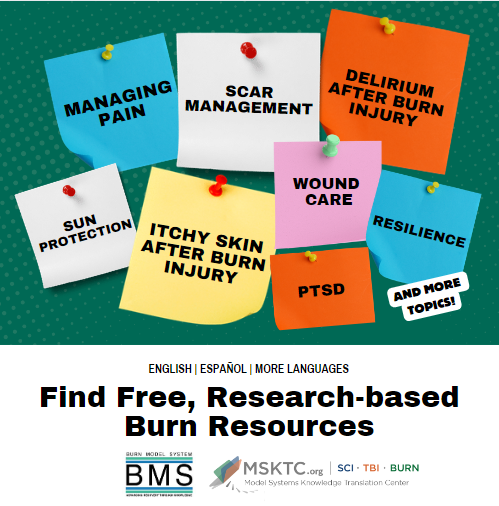 MANAGING
PAIN
SCAR
MANAGEMENT
DELIRIUM
AFTER BURN
INJURY
SUN
PROTECTION
ITCHY SKIN
AFTER BURN
INJURY
WOUND
CARE
RESILIENCE
PTSD
AND MORE
TOPICS!
ENGLISH | ESPAÑOL | MORE LANGUAGES
Find Free, Research-based
Burn Resources
BURN MODEL SYSTEM
BMS
MSKTC.org | SCI · TBI · BURN
Model Systems Knowledge Translation Center